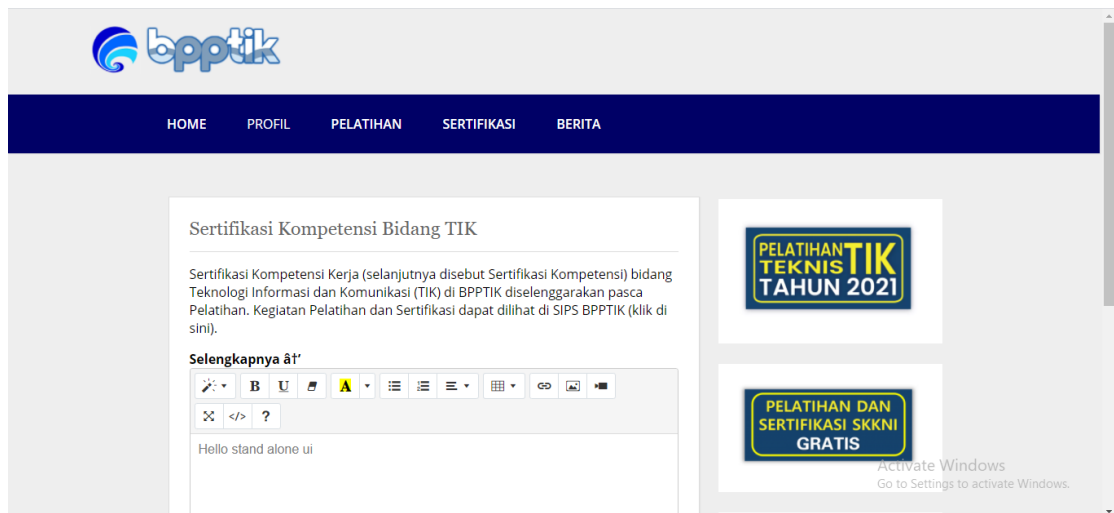 bpptik
HOME PROFIL PELATIHAN SERTIFIKASI BERITA
Sertifikasi Kompetensi Bidang TIK
Sertifikasi Kompetensi Kerja (selanjutnya disebut Sertifikasi Kompetensi) bidang
Teknologi Informasi dan Komunikasi (TIK) di BPPTIK diselenggarakan pasca
Pelatihan. Kegiatan Pelatihan dan Sertifikasi dapat dilihat di SIPS BPPTIK (klik di
sini).
Selengkapnya â†’
B U A
</> ?
Hello stand alone ui
PELATIHAN TIK
TEKNIS
TAHUN 2021
PELATIHAN DAN
SERTIFIKASI SKKNI
GRATIS
Activate Windows
Go to Settings to activate Windows.